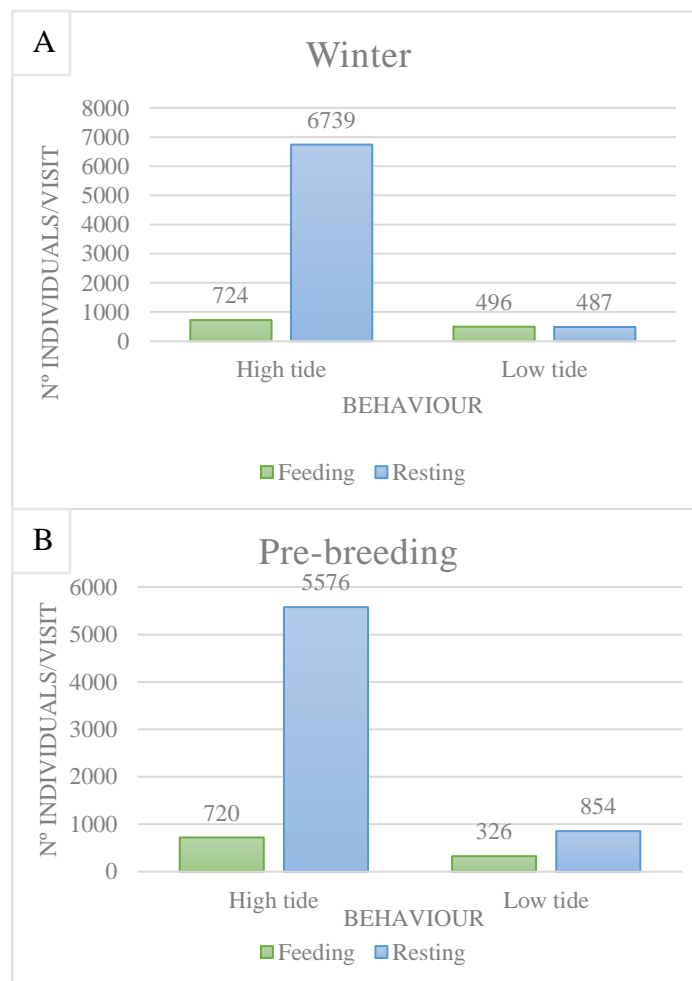 A
Winter
Nº INDIVIDUALS/VISIT
8000
7000
6000
5000
4000
3000
2000
1000
0
724
6739
496
487
High tide
Low tide
BEHAVIOUR
Feeding
Resting
B
Pre-breeding
Nº INDIVIDUALS/VISIT
6000
5000
4000
3000
2000
1000
0
720
5576
326
854
High tide
Low tide
BEHAVIOUR
Feeding
Resting